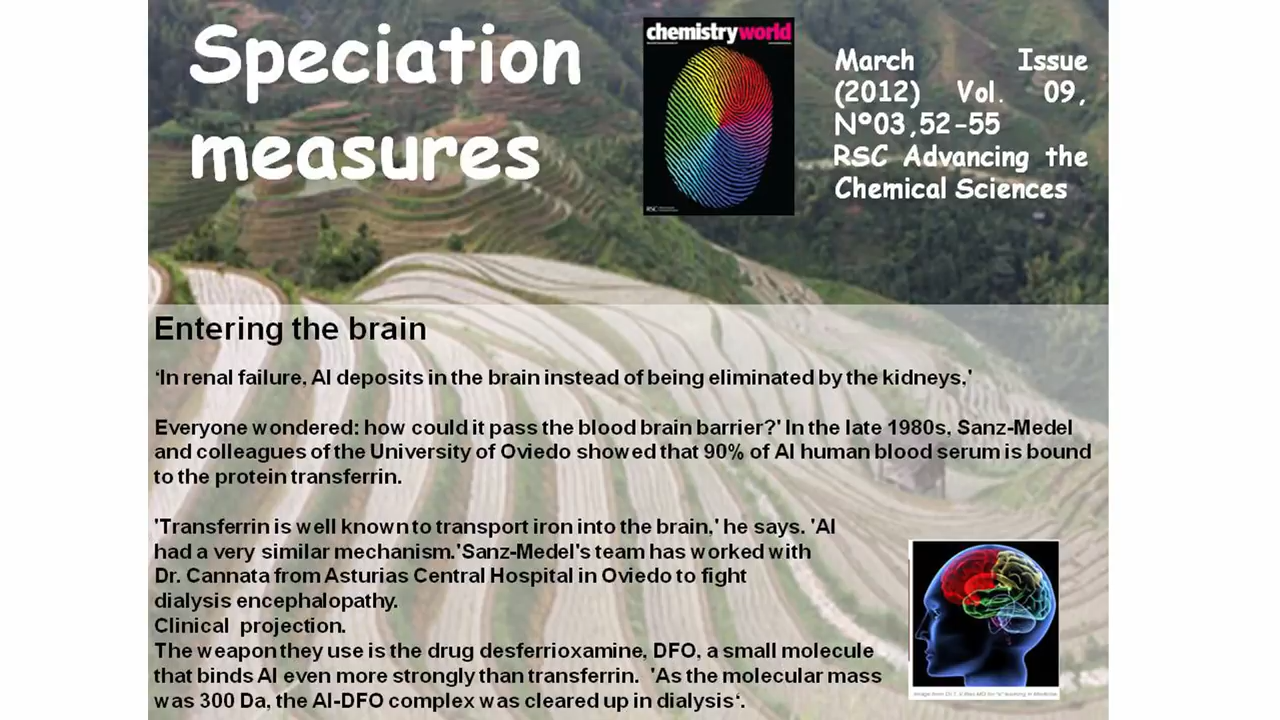 Speciation
measures
chemistryworld
March Issue
(2012) Vol. 09,
Nº03,52-55
RSC Advancing the
Chemical Sciences
RSC
Entering the brain
‘In renal failure, Al deposits in the brain instead of being eliminated by the kidneys,'
Everyone wondered: how could it pass the blood brain barrier?' In the late 1980s, Sanz-Medel
and colleagues of the University of Oviedo showed that 90% of Al human blood serum is bound
to the protein transferrin.
'Transferrin is well known to transport iron into the brain,' he says. 'Al
had a very similar mechanism.'Sanz-Medel's team has worked with
Dr. Cannata from Asturias Central Hospital in Oviedo to fight
dialysis encephalopathy.
Clinical projection.
The weapon they use is the drug desferrioxamine, DFO, a small molecule
that binds Al even more strongly than transferrin. 'As the molecular mass
was 300 Da, the Al-DFO complex was cleared up in dialysis‘.